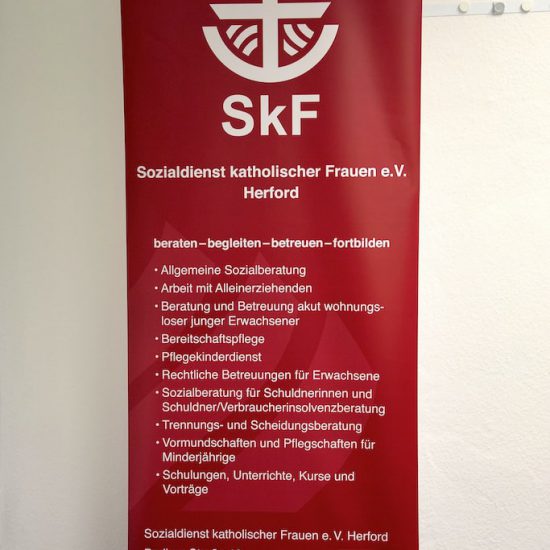 SkF
Sozialdienst katholischer Frauen e.V.
Herford
beraten–begleiten–betreuen–fortbilden
• Allgemeine Sozialberatung
• Arbeit mit Alleinerziehenden
• Beratung und Betreuung akut wohnungs-
loser junger Erwachsener
• Bereitschaftspflege
• Pflegekinderdienst
• Rechtliche Betreuungen für Erwachsene
• Sozialberatung für Schuldnerinnen und
Schuldner/Verbraucherinsolvenzberatung
• Trennungs- und Scheidungsberatung
• Vormundschaften und Pflegschaften für
Minderjährige
• Schulungen, Unterrichte, Kurse und
Vorträge
Sozialdienst katholischer Frauen e.V. Herford